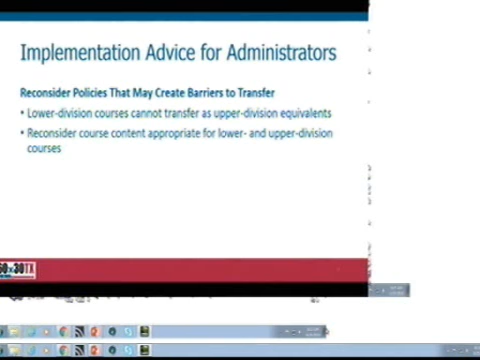 Implementation Advice for Administrators
Reconsider Policies That May Create Barriers to Transfer
• Lower-division courses cannot transfer as upper-division equivalents
• Reconsider course content appropriate for lower- and upper-division
courses
60x30TX